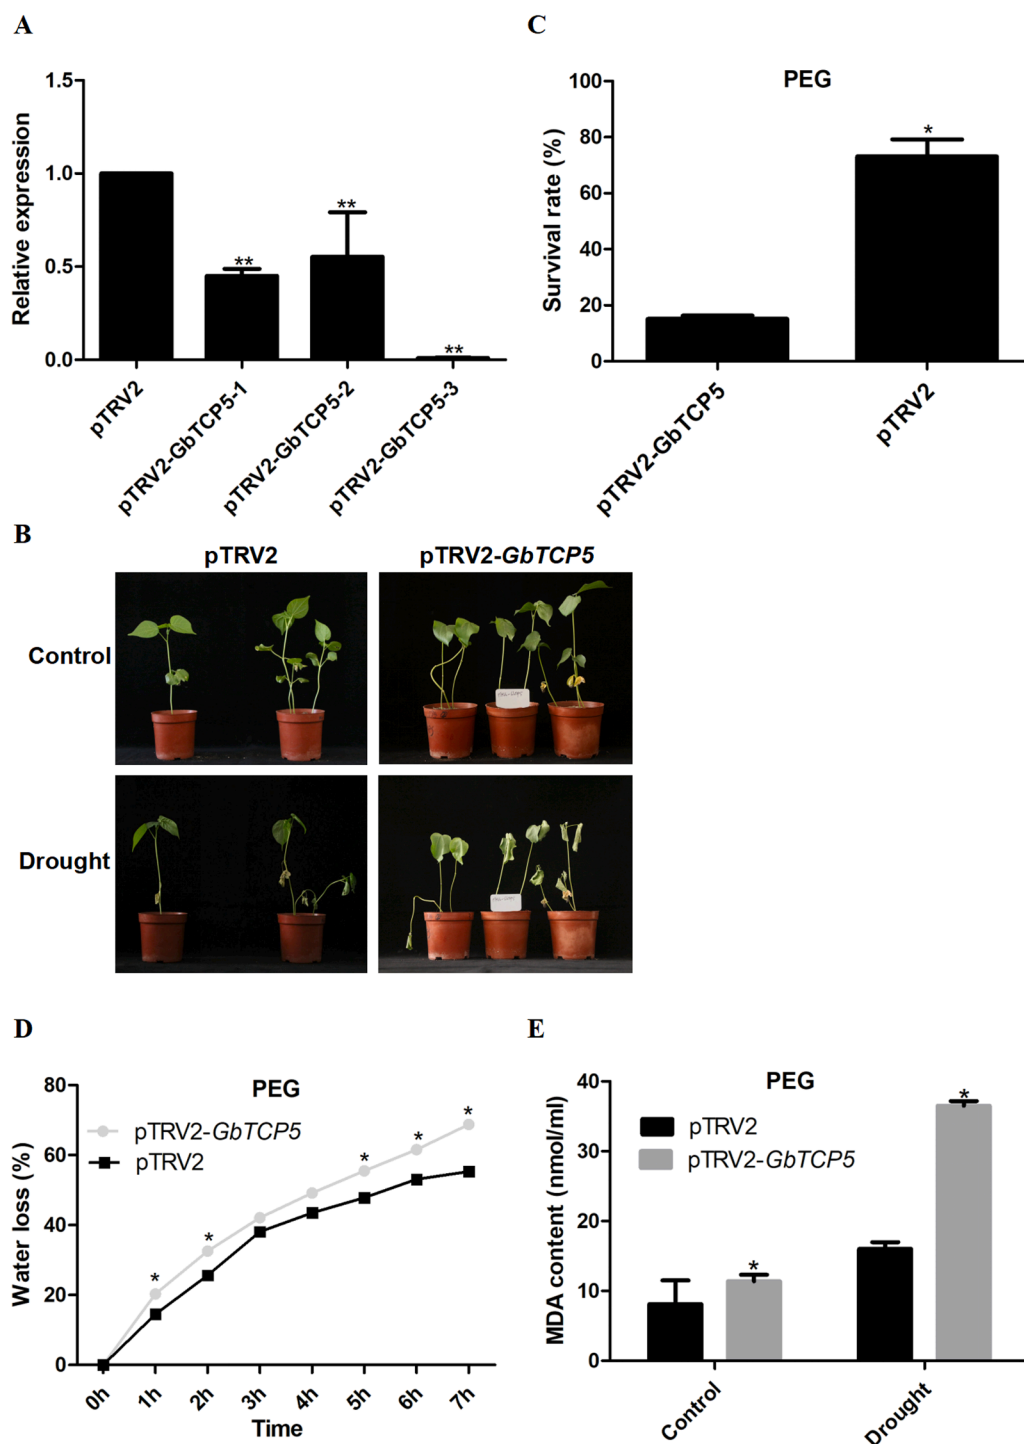 A
1.5
1.0
0.5
0.0
Relative expression
**
**
**
pTRV2
pTRV2-GbTCP5-1
pTRV2-GbTCP5-2
pTRV2-GbTCP5-3
C
PEG
100
80
60
40
20
0
Survival rate (%)
*
pTRV2-GbTCP5
pTRV2
B
pTRV2
pTRV2-GbTCP5
Control
Drought
D
PEG
80
60
40
20
0
Water loss (%)
pTRV2-GbTCP5
pTRV2
*
*
*
*
*
0h
1h
2h
3h
4h
5h
6h
7h
Time
E
PEG
40
30
20
10
0
MDA content (nmol/ml)
pTRV2
pTRV2-GbTCP5
*
*
Control
Drought